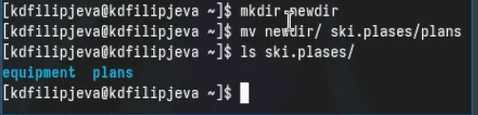 [kdfilipjeva@kdfilipjeva ~]$ mkdir newdir
[kdfilipjeva@kdfilipjeva ~]$ mv newdir/ ski.plases/plans
[kdfilipjeva@kdfilipjeva ~]$ ls ski.plases/
equipment  plans
[kdfilipjeva@kdfilipjeva ~]$